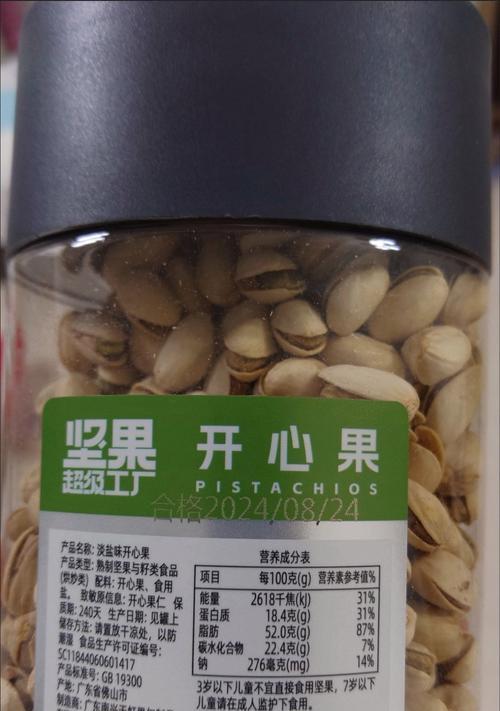 坚果
超级工厂
开心果
PISTACHIOS
合格2024/08/24
产品名称: 淡盐味开心果
产品类型: 熟制坚果与籽类食品
(烘炒类) 配料: 开心果、食用
盐。 致敏原信息: 开心果仁 保
质期: 240天 生产日期: 见罐上
储存方法: 请置放干凉处, 以防
潮湿 食品生产许可证编号:
SC11844060601417
产品标准号: GB 19300
产地: 广东省佛山市
营养成分表
项目 每100克(g) 营养素参考值%
能量 2618千焦(kJ) 31%
蛋白质 18.4克(g) 31%
脂肪 52.0克(g) 87%
碳水化合物 22.4克(g) 7%
钠 276毫克(mg) 14%
3岁以下儿童不宜直接食用坚果, 7岁以下
儿童请在成人监护下食用。